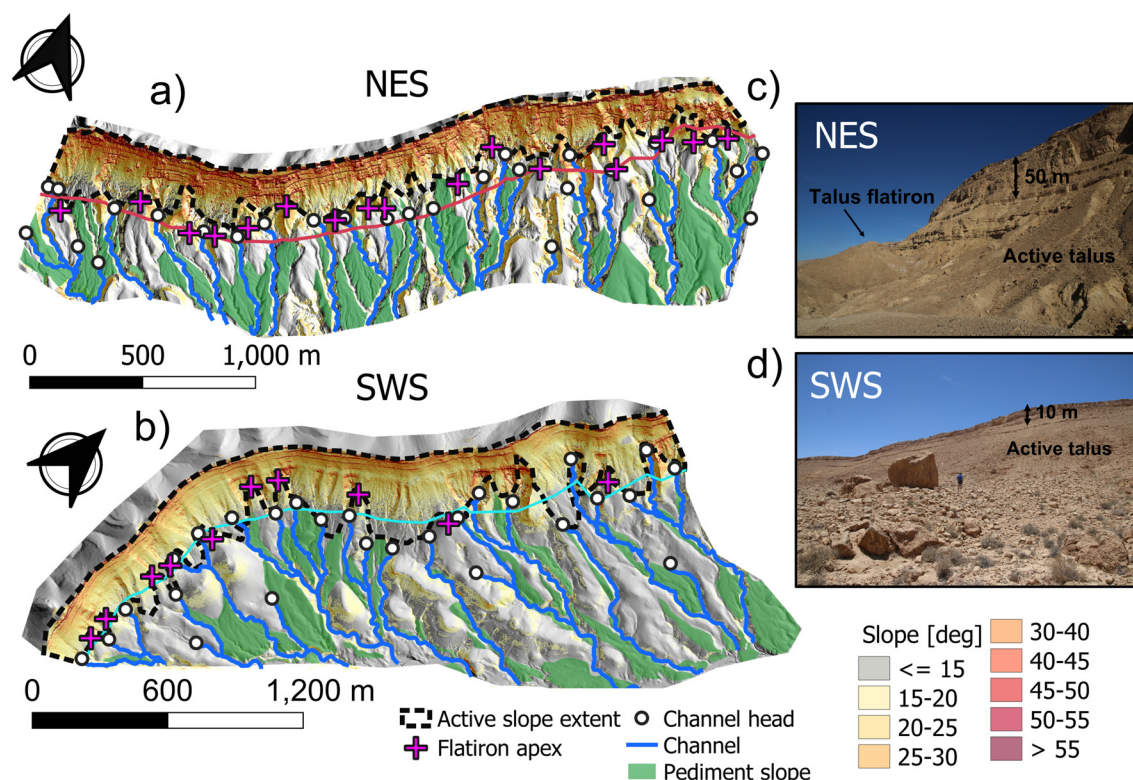 a)
NES
c)
NES
50 m
Talus flatiron
Active talus
0 500 1,000 m
SWS
b)
d)
SWS
10 m
Active talus
0 600 1,200 m
Active slope extent
Flatiron apex
Channel head
Channel
Pediment slope
Slope [deg]
<= 15
15-20
20-25
25-30
30-40
40-45
45-50
50-55
> 55